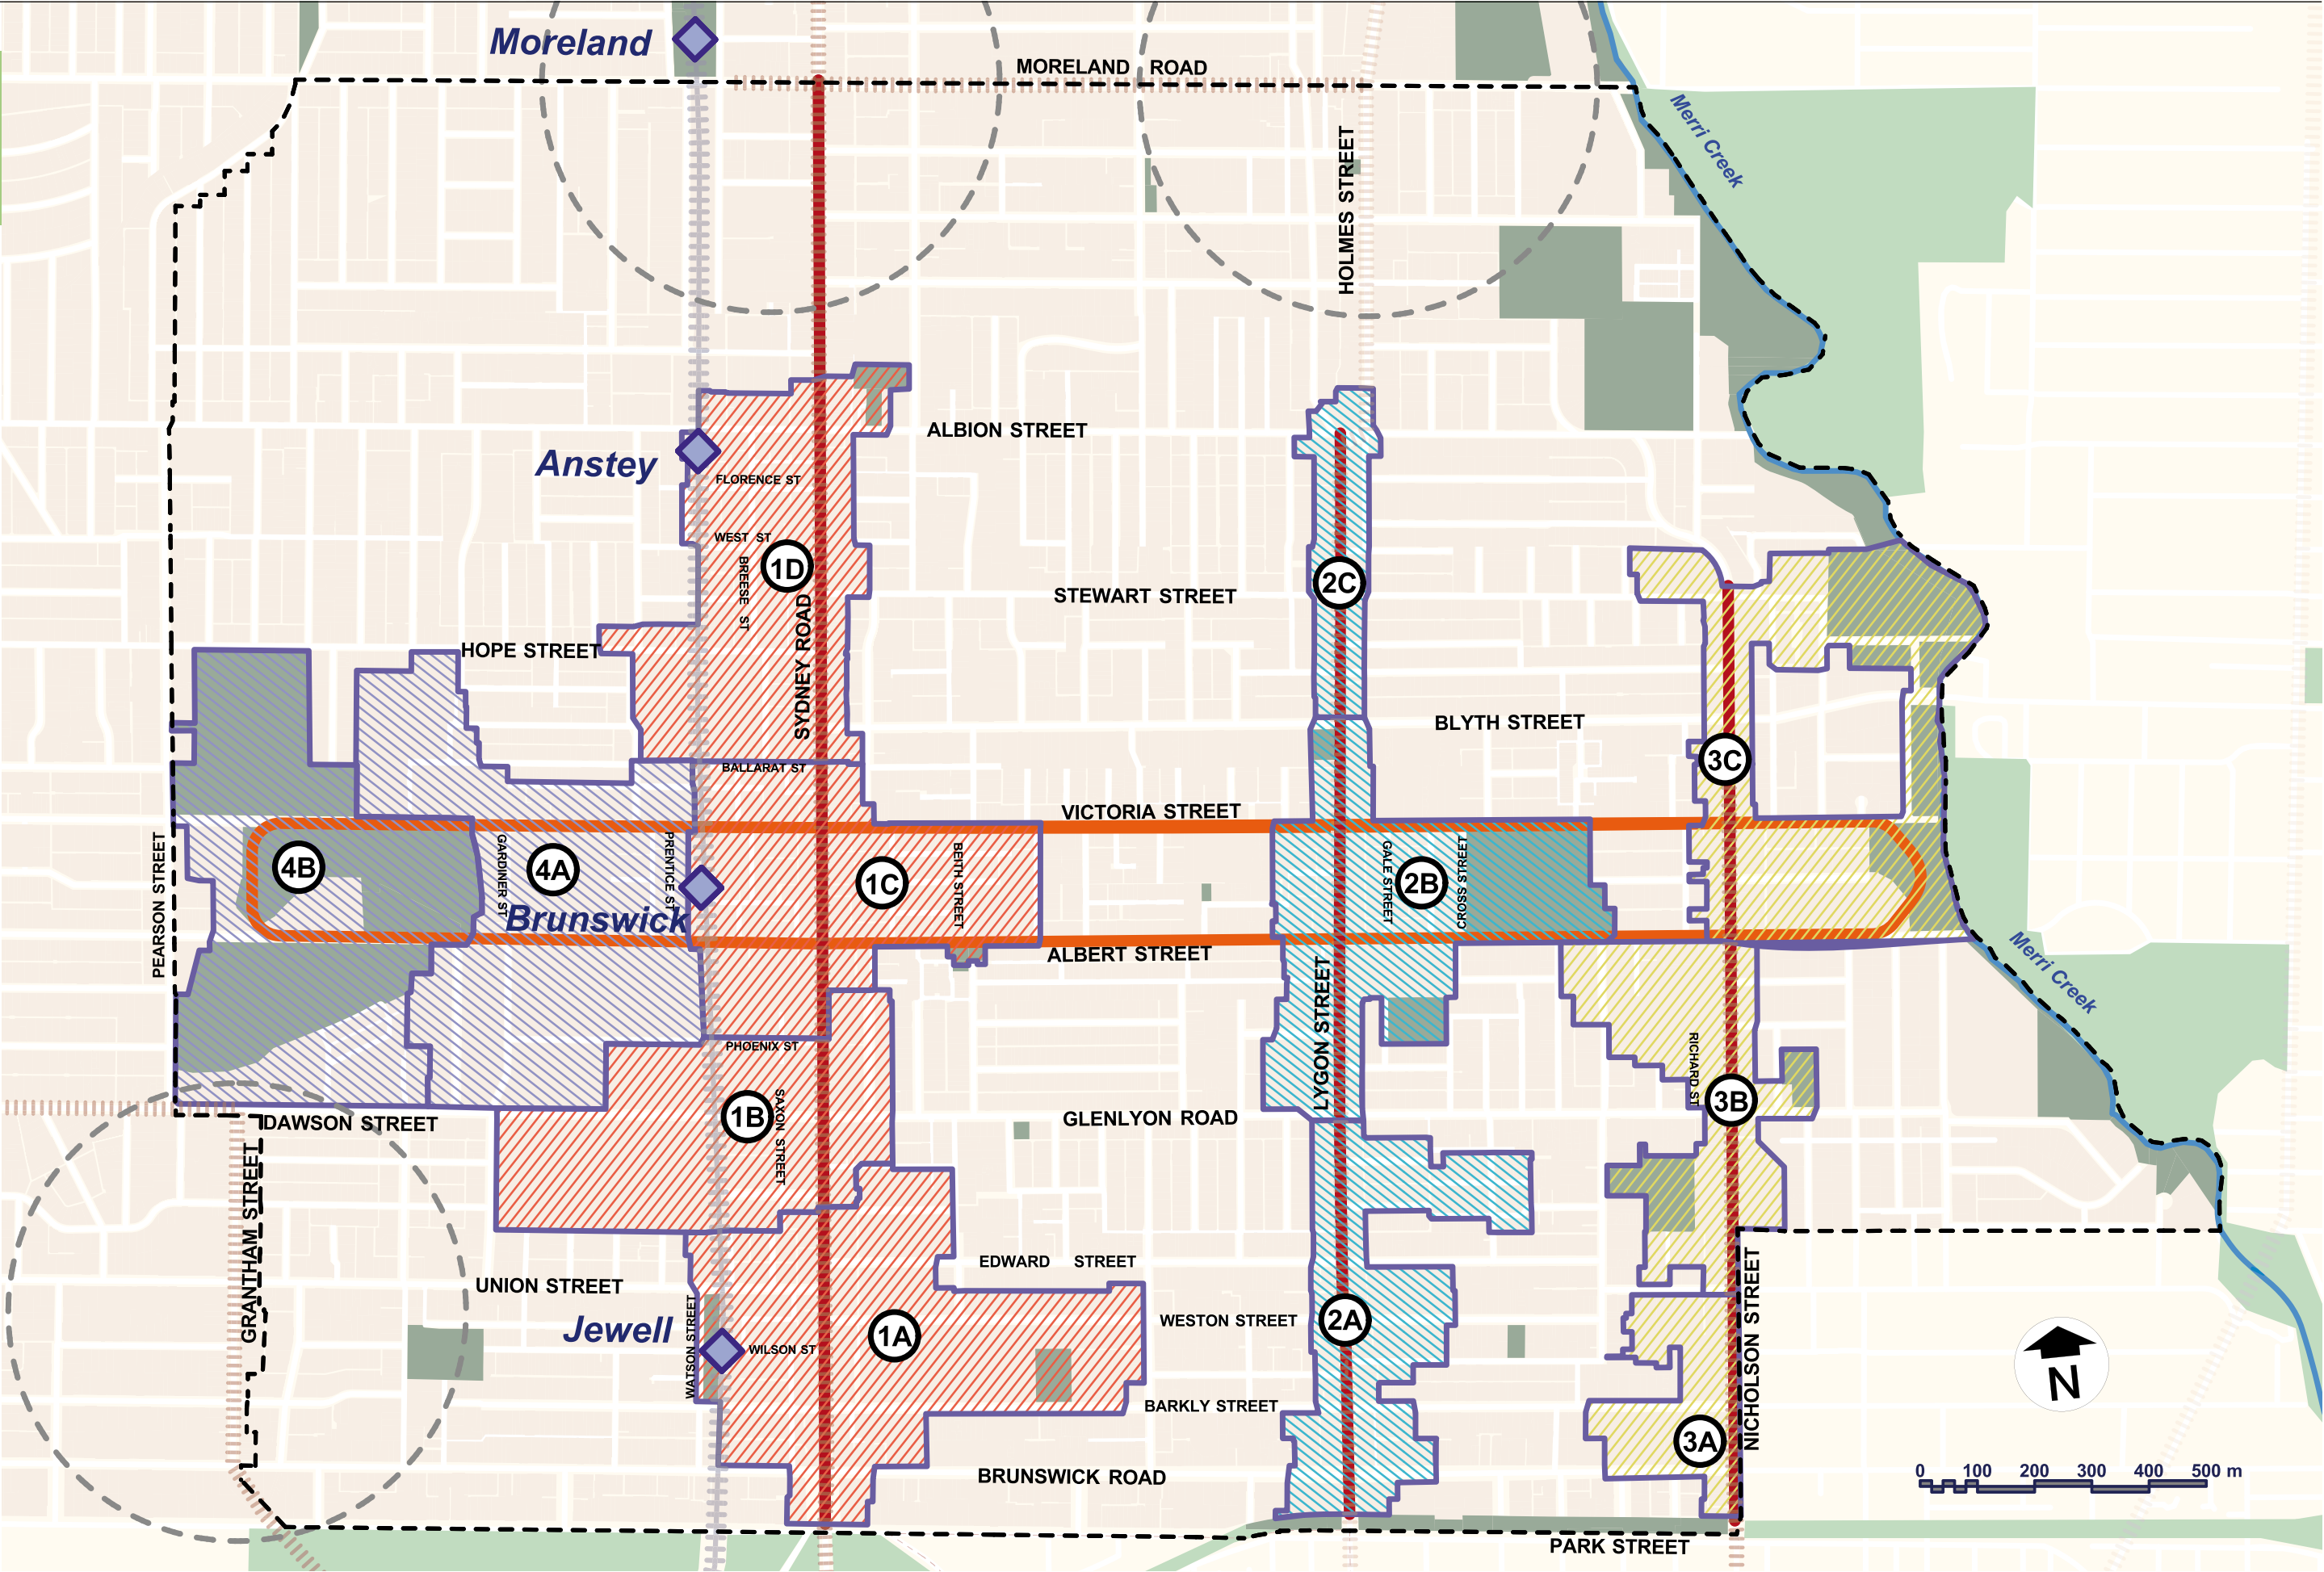 Moreland
MORELAND ROAD
Merri Creek
HOLMES STREET
ALBION STREET
Anstey
FLORENCE ST
WEST ST
BREESE ST
1D
2C
STEWART STREET
HOPE STREET
SYDNEY ROAD
BLYTH STREET
3C
BALLARAT ST
VICTORIA STREET
PEARSON STREET
4B
GARDINER ST
4A
PRENTICE ST
Brunswick
1C
BEITH STREET
GALE STREET
2B
CROSS STREET
ALBERT STREET
Merri Creek
LYGON STREET
PHOENIX ST
RICHARD ST
1B
SAXON STREET
3B
DAWSON STREET
GLENLYON ROAD
GRANTHAM STREET
EDWARD STREET
UNION STREET
WATSON STREET
Jewell
WILSON ST
1A
WESTON STREET
2A
NICHOLSON STREET
N
BARKLY STREET
3A
BRUNSWICK ROAD
0 100 200 300 400 500 m
PARK STREET